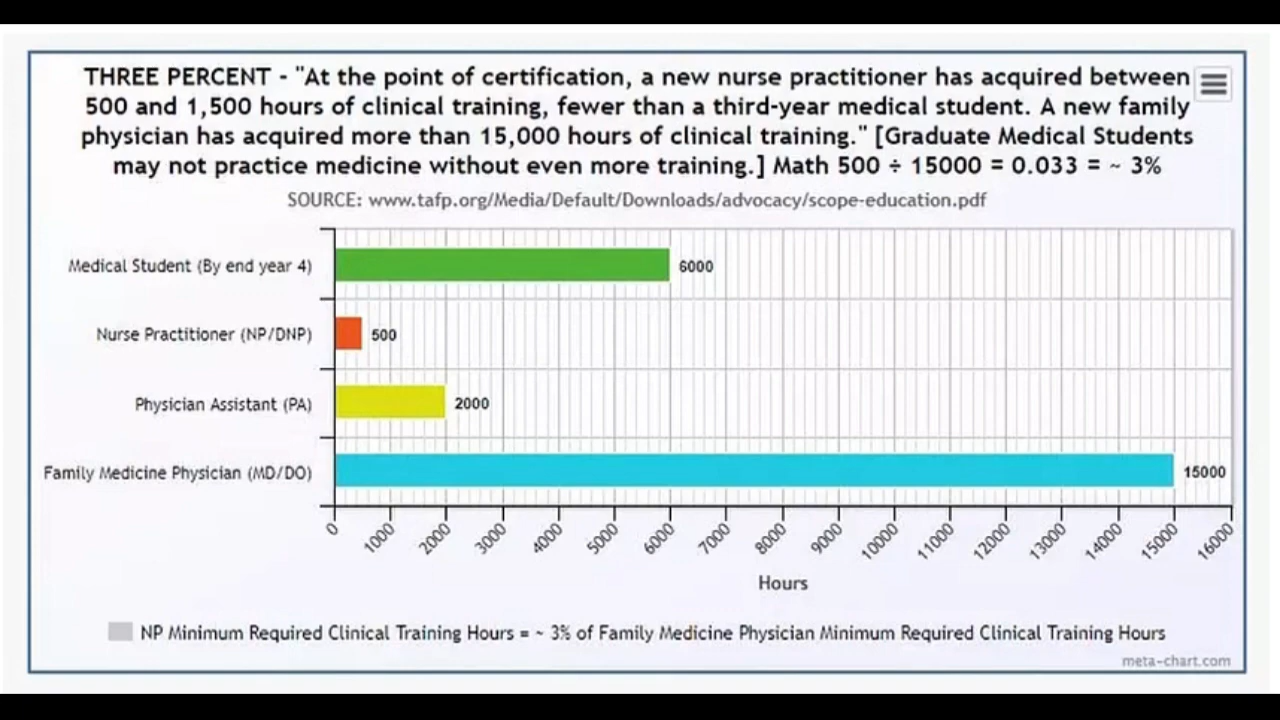 THREE PERCENT - "At the point of certification, a new nurse practitioner has acquired between
500 and 1,500 hours of clinical training, fewer than a third-year medical student. A new family
physician has acquired more than 15,000 hours of clinical training." [Graduate Medical Students
may not practice medicine without even more training.] Math 500 ÷ 15000 = 0.033 = ~ 3%
SOURCE: www.tafp.org/Media/Default/Downloads/advocacy/scope-education.pdf
Medical Student (By end year 4) 6000
Nurse Practitioner (NP/DNP) 500
Physician Assistant (PA) 2000
Family Medicine Physician (MD/DO) 15000
0 1000 2000 3000 4000 5000 6000 7000 8000 9000 10000 11000 12000 13000 14000 15000 16000
Hours
NP Minimum Required Clinical Training Hours = ~ 3% of Family Medicine Physician Minimum Required Clinical Training Hours
meta-chart.com